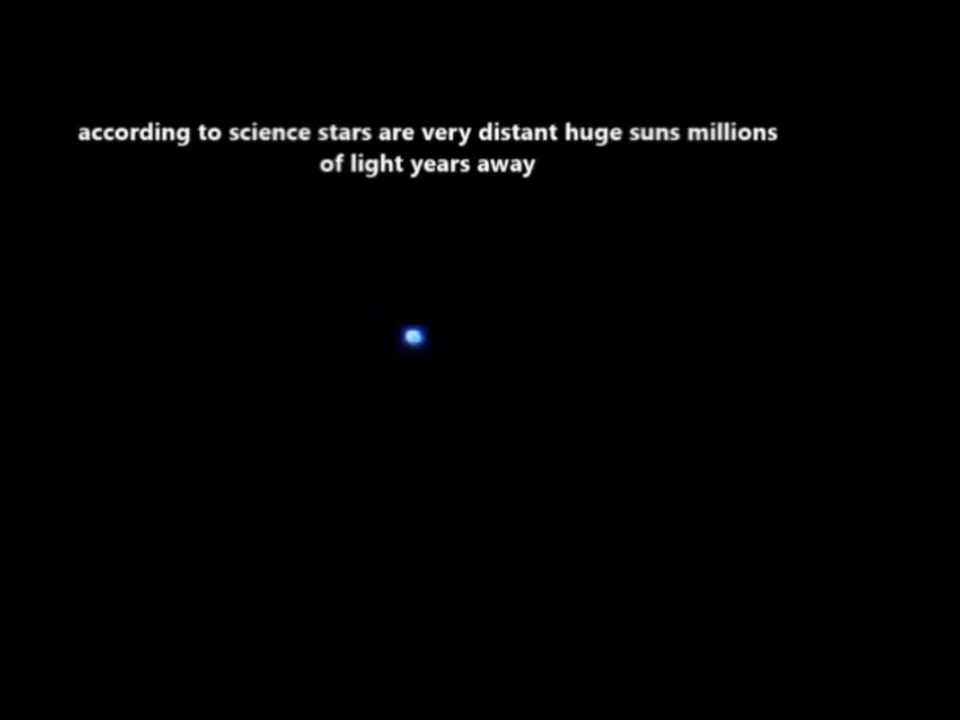 according to science stars are very distant huge suns millions
of light years away